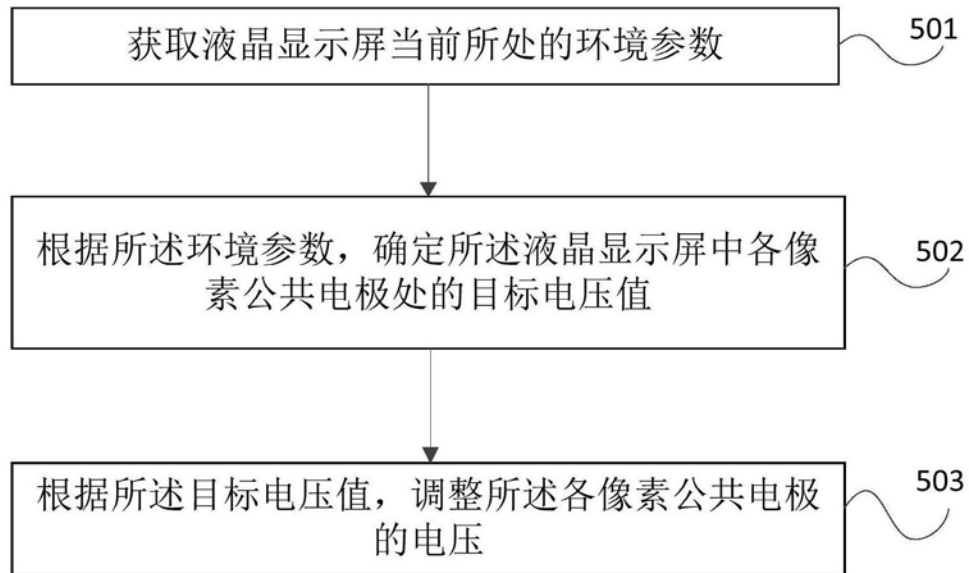 获取液晶显示屏当前所处的环境参数
501
根据所述环境参数，确定所述液晶显示屏中各像
素公共电极处的目标电压值
502
根据所述目标电压值，调整所述各像素公共电极
的电压
503